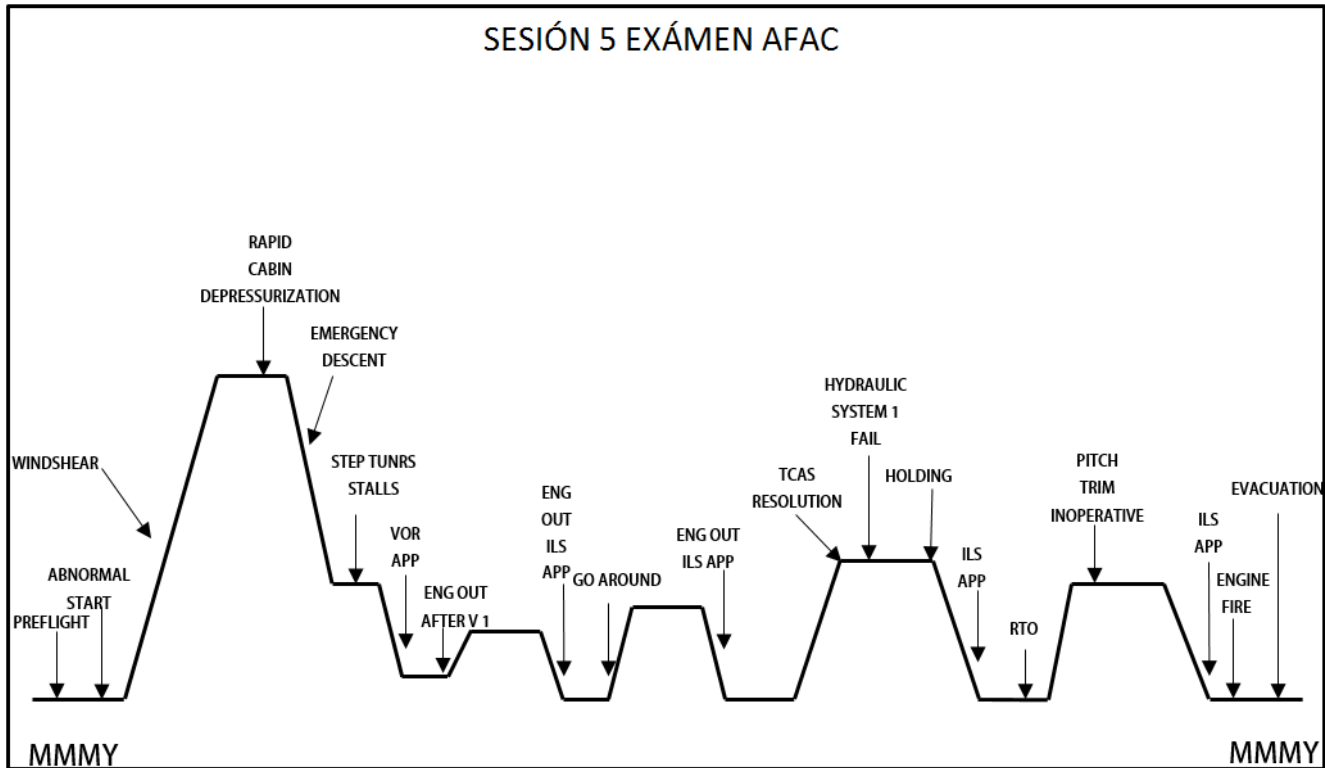 SESIÓN 5 EXÁMEN AFAC
RAPID
CABIN
DEPRESSURIZATION
EMERGENCY
DESCENT
WINDSHEAR
ABNORMAL
START
PREFLIGHT
STEP TUNRS
STALLS
VOR
APP
ENG OUT
AFTER V 1
ENG
OUT
ILS
APP
GO AROUND
ENG OUT
ILS APP
TCAS
RESOLUTION
HYDRAULIC
SYSTEM 1
FAIL
HOLDING
ILS
APP
RTO
PITCH
TRIM
INOPERATIVE
ILS
APP
ENGINE
FIRE
EVACUATION
MMMY
MMMY